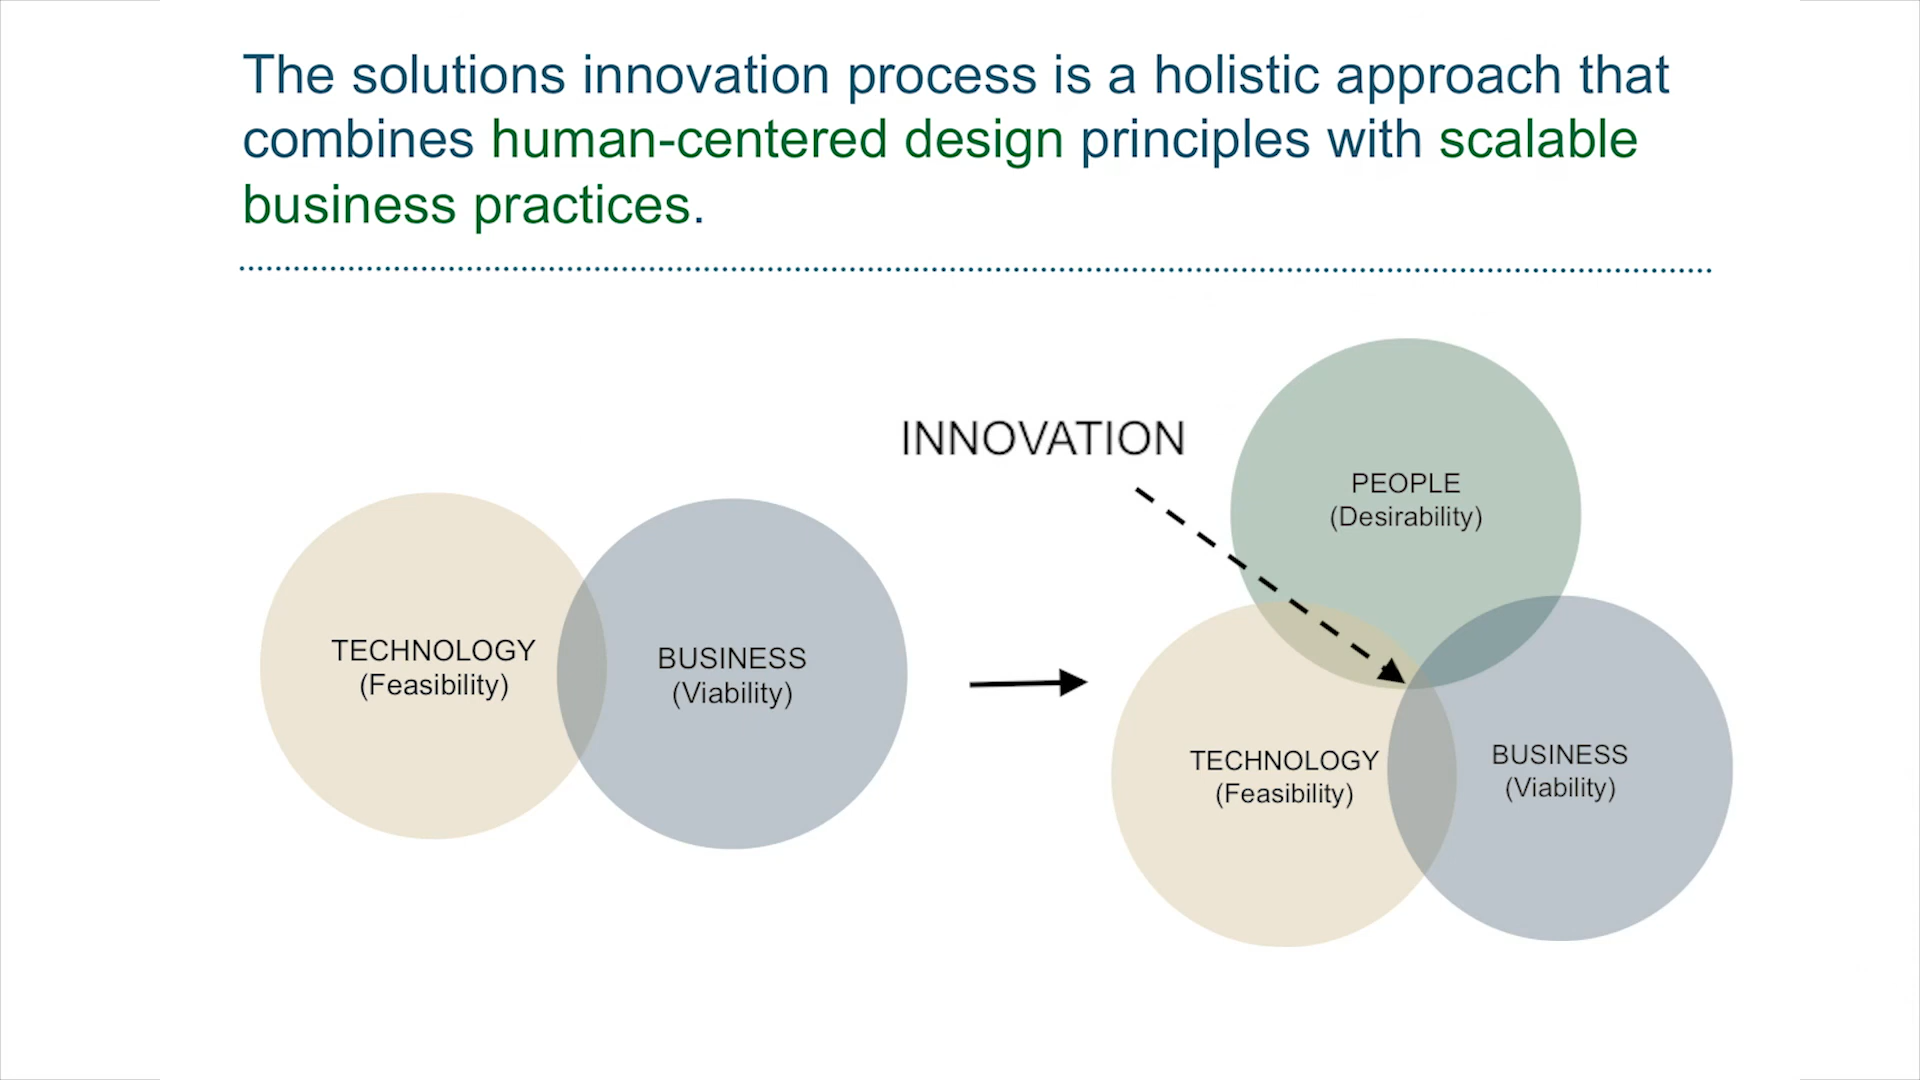 The solutions innovation process is a holistic approach that
combines human-centered design principles with scalable
business practices.
INNOVATION
TECHNOLOGY
(Feasibility)
BUSINESS
(Viability)
PEOPLE
(Desirability)
TECHNOLOGY
(Feasibility)
BUSINESS
(Viability)